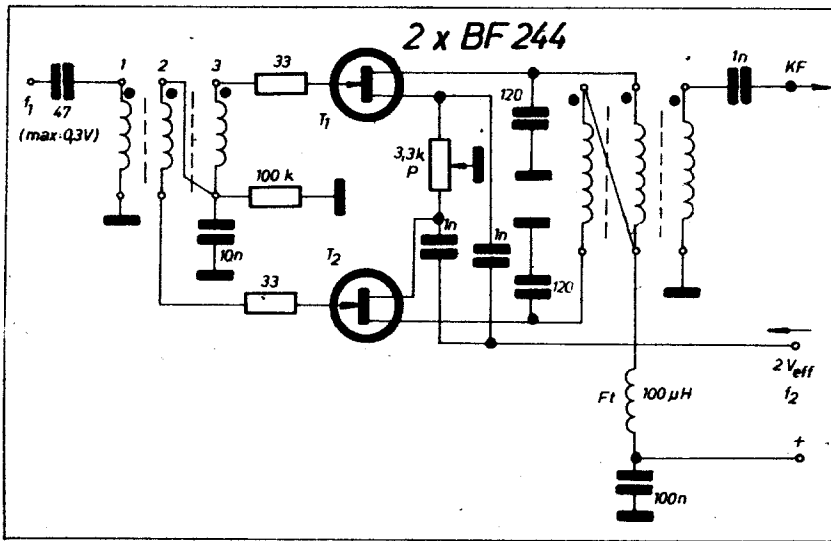 2 x BF 244
1
2
3
33
1n
KF
f₁
47
(max: 0,3V)
T₁
120
3,3k
P
100 k
1n
1n
10n
T₂
33
120
2 Veff
f₂
Ft
100 µH
+
100n